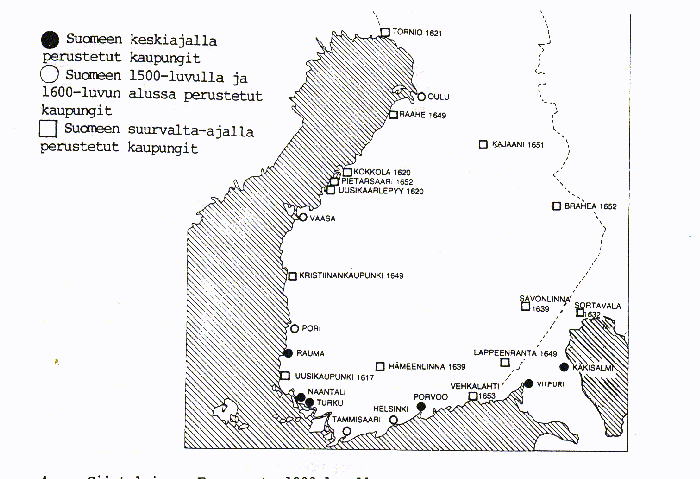 Suomeen keskiajalla
perustetut kaupungit
Suomeen 1500-luvulla ja
1600-luvun alussa perustetut
kaupungit
Suomeen suurvalta-ajalla
perustetut kaupungit
TORNIO 1621
OULU
RAAHE 1649
KAJAANI 1651
KOKKOLA 1620
PIETARSAARI 1652
UUSIKAARLEPYY 1620
BRAHEA 1652
VAASA
KRISTIINANKAUPUNKI 1649
SAVONLINNA
1639
SORTAVALA
1632
PORI
RAUMA
LAPPEENRANTA 1649
HÄMEENLINNA 1639
KÄKISALMI
UUSIKAUPUNKI 1617
VEHKALAHTI
1653
VIIPURI
NAANTALI
TURKU
PORVOO
HELSINKI
TAMMISAARI